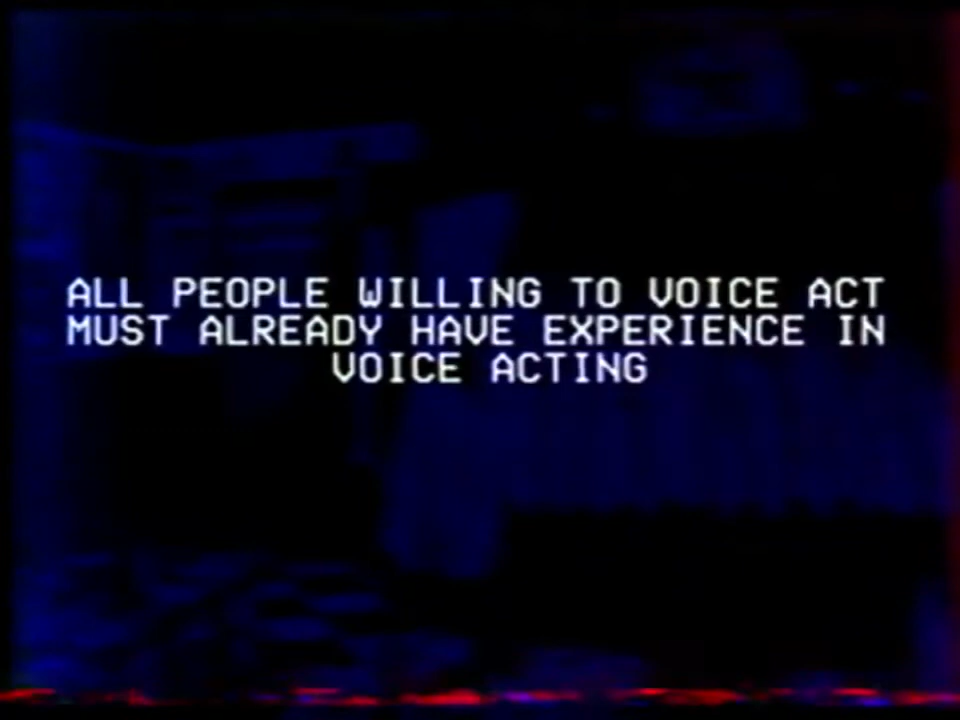 ALL PEOPLE WILLING TO VOICE ACT
MUST ALREADY HAVE EXPERIENCE IN
VOICE ACTING